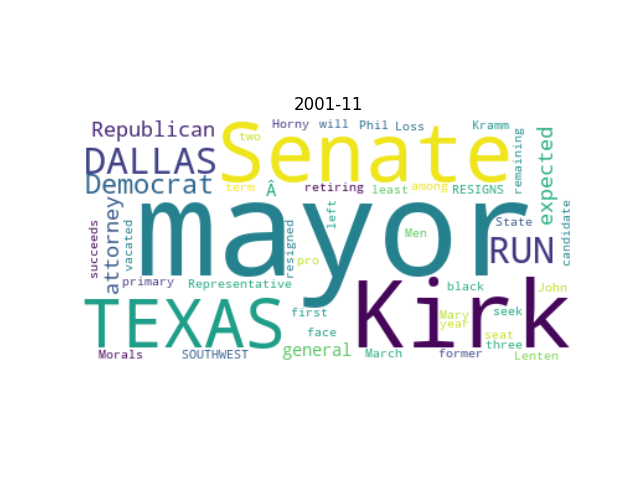 2001-11
Republican
two
Senate
Horny
will
Phil
Loss
Kramm
remaining
expected
DALLAS
Democrat
term
Â
retiring
least
among
RESIGNS
attorney
succeeds
vacated
mayor
resigned
left
Men
pro
State
RUN
candidate
primary
Representative
Kirk
black
John
TEXAS
first
face
Mary
year
seek
seat
three
Morals
SOUTHWEST
general
March
former
Lenten